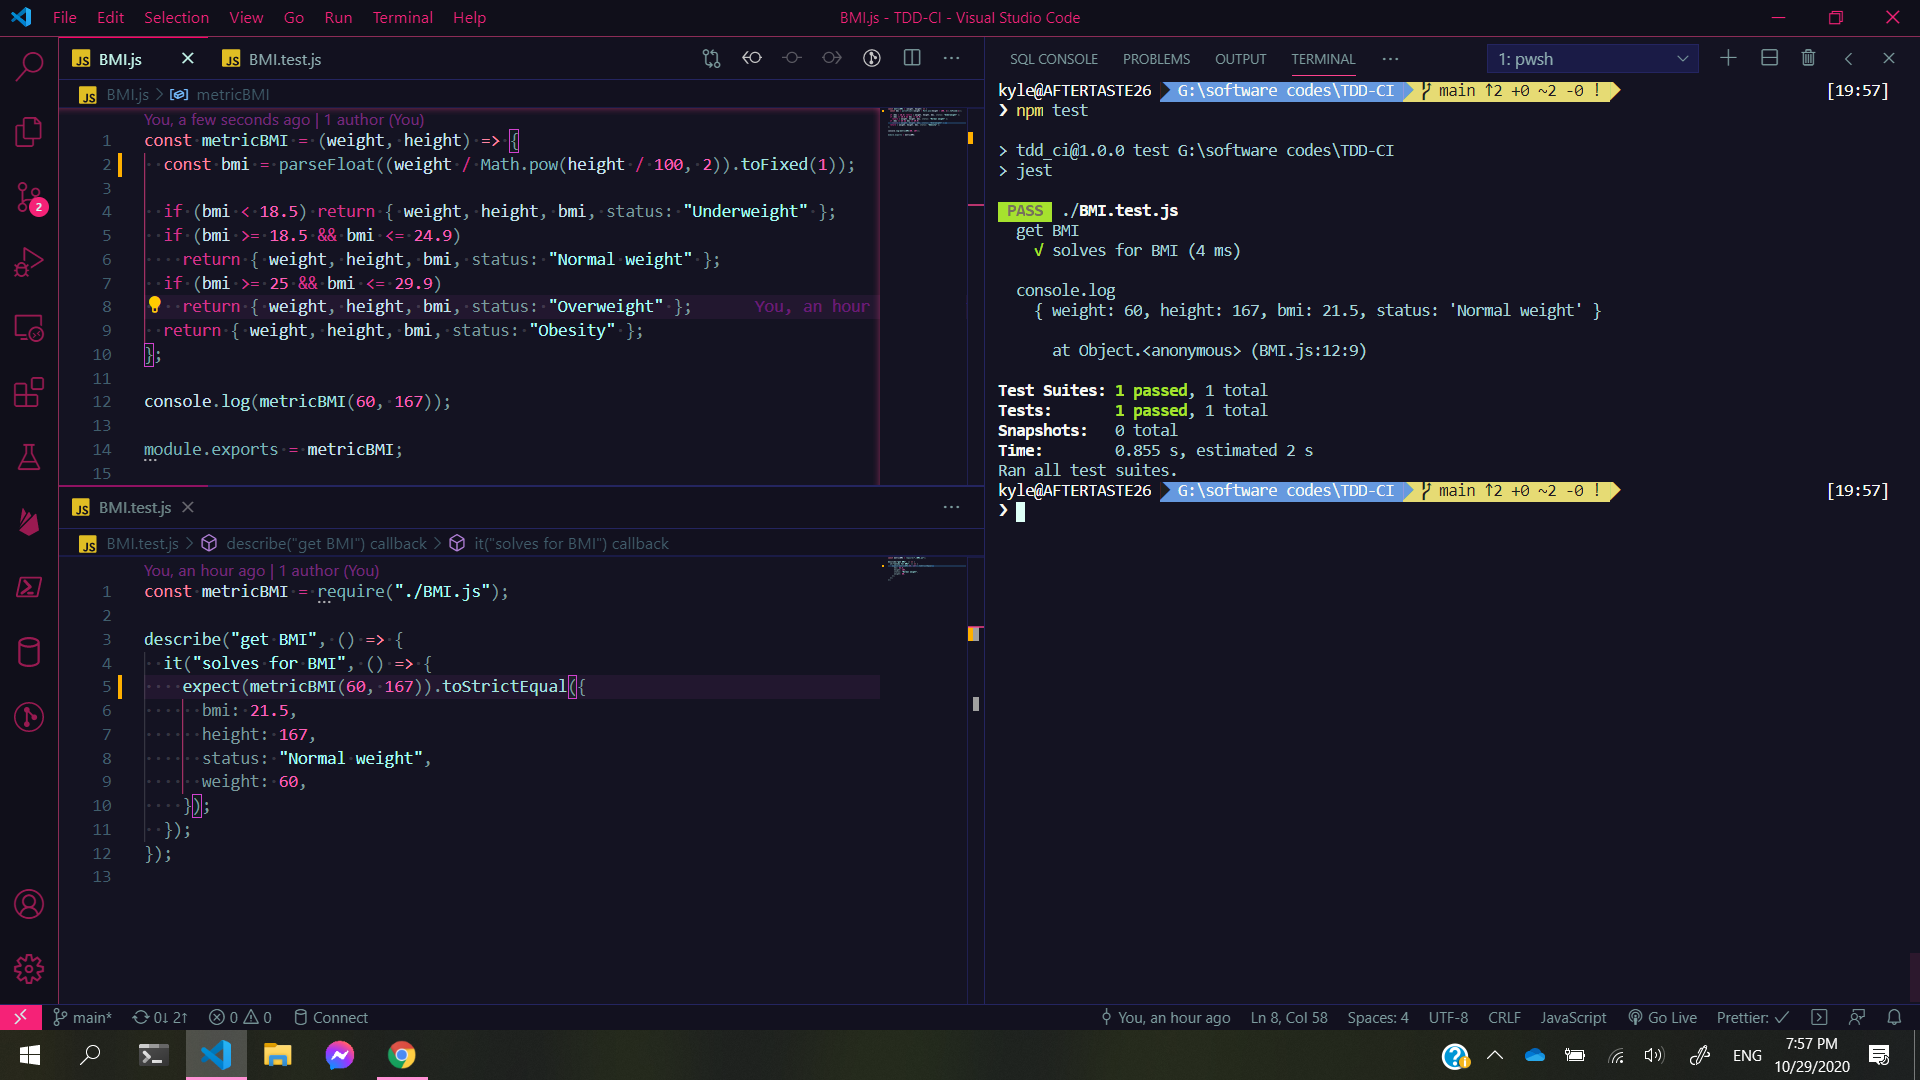 File Edit Selection View Go Run Terminal Help
BMI.js - TDD-CI - Visual Studio Code
JS BMI.js
JS BMI.test.js
JS BMI.js > metricBMI
You, a few seconds ago | 1 author (You)
1 const metricBMI = (weight, height) => {
2 const bmi = parseFloat((weight / Math.pow(height / 100, 2)).toFixed(1));
3
4 if (bmi < 18.5) return { weight, height, bmi, status: "Underweight" };
5 if (bmi >= 18.5 && bmi <= 24.9)
6 return { weight, height, bmi, status: "Normal weight" };
7 if (bmi >= 25 && bmi <= 29.9)
8 return { weight, height, bmi, status: "Overweight" }; You, an hour
9 return { weight, height, bmi, status: "Obesity" };
10 };
11
12 console.log(metricBMI(60, 167));
13
14 module.exports = metricBMI;
15
JS BMI.test.js
JS BMI.test.js > describe("get BMI") callback > it("solves for BMI") callback
You, an hour ago | 1 author (You)
1 const metricBMI = require("./BMI.js");
2
3 describe("get BMI", () => {
4 it("solves for BMI", () => {
5 expect(metricBMI(60, 167)).toStrictEqual({
6 bmi: 21.5,
7 height: 167,
8 status: "Normal weight",
9 weight: 60,
10 });
11 });
12 });
13
SQL CONSOLE PROBLEMS OUTPUT TERMINAL ···
1: pwsh
kyle@AFTERTASTE26 G:\software codes\TDD-CI main ↑2 +0 ~2 -0 ! [19:57]
❯ npm test
> tdd_ci@1.0.0 test G:\software codes\TDD-CI
> jest
PASS ./BMI.test.js
get BMI
√ solves for BMI (4 ms)
console.log
{ weight: 60, height: 167, bmi: 21.5, status: 'Normal weight' }
at Object.<anonymous> (BMI.js:12:9)
Test Suites: 1 passed, 1 total
Tests: 1 passed, 1 total
Snapshots: 0 total
Time: 0.855 s, estimated 2 s
Ran all test suites.
kyle@AFTERTASTE26 G:\software codes\TDD-CI main ↑2 +0 ~2 -0 ! [19:57]
❯
2
main* 0↓ 2↑ 0 0 Connect
You, an hour ago Ln 8, Col 58 Spaces: 4 UTF-8 CRLF JavaScript Go Live Prettier: ✓
ENG
7:57 PM
10/29/2020